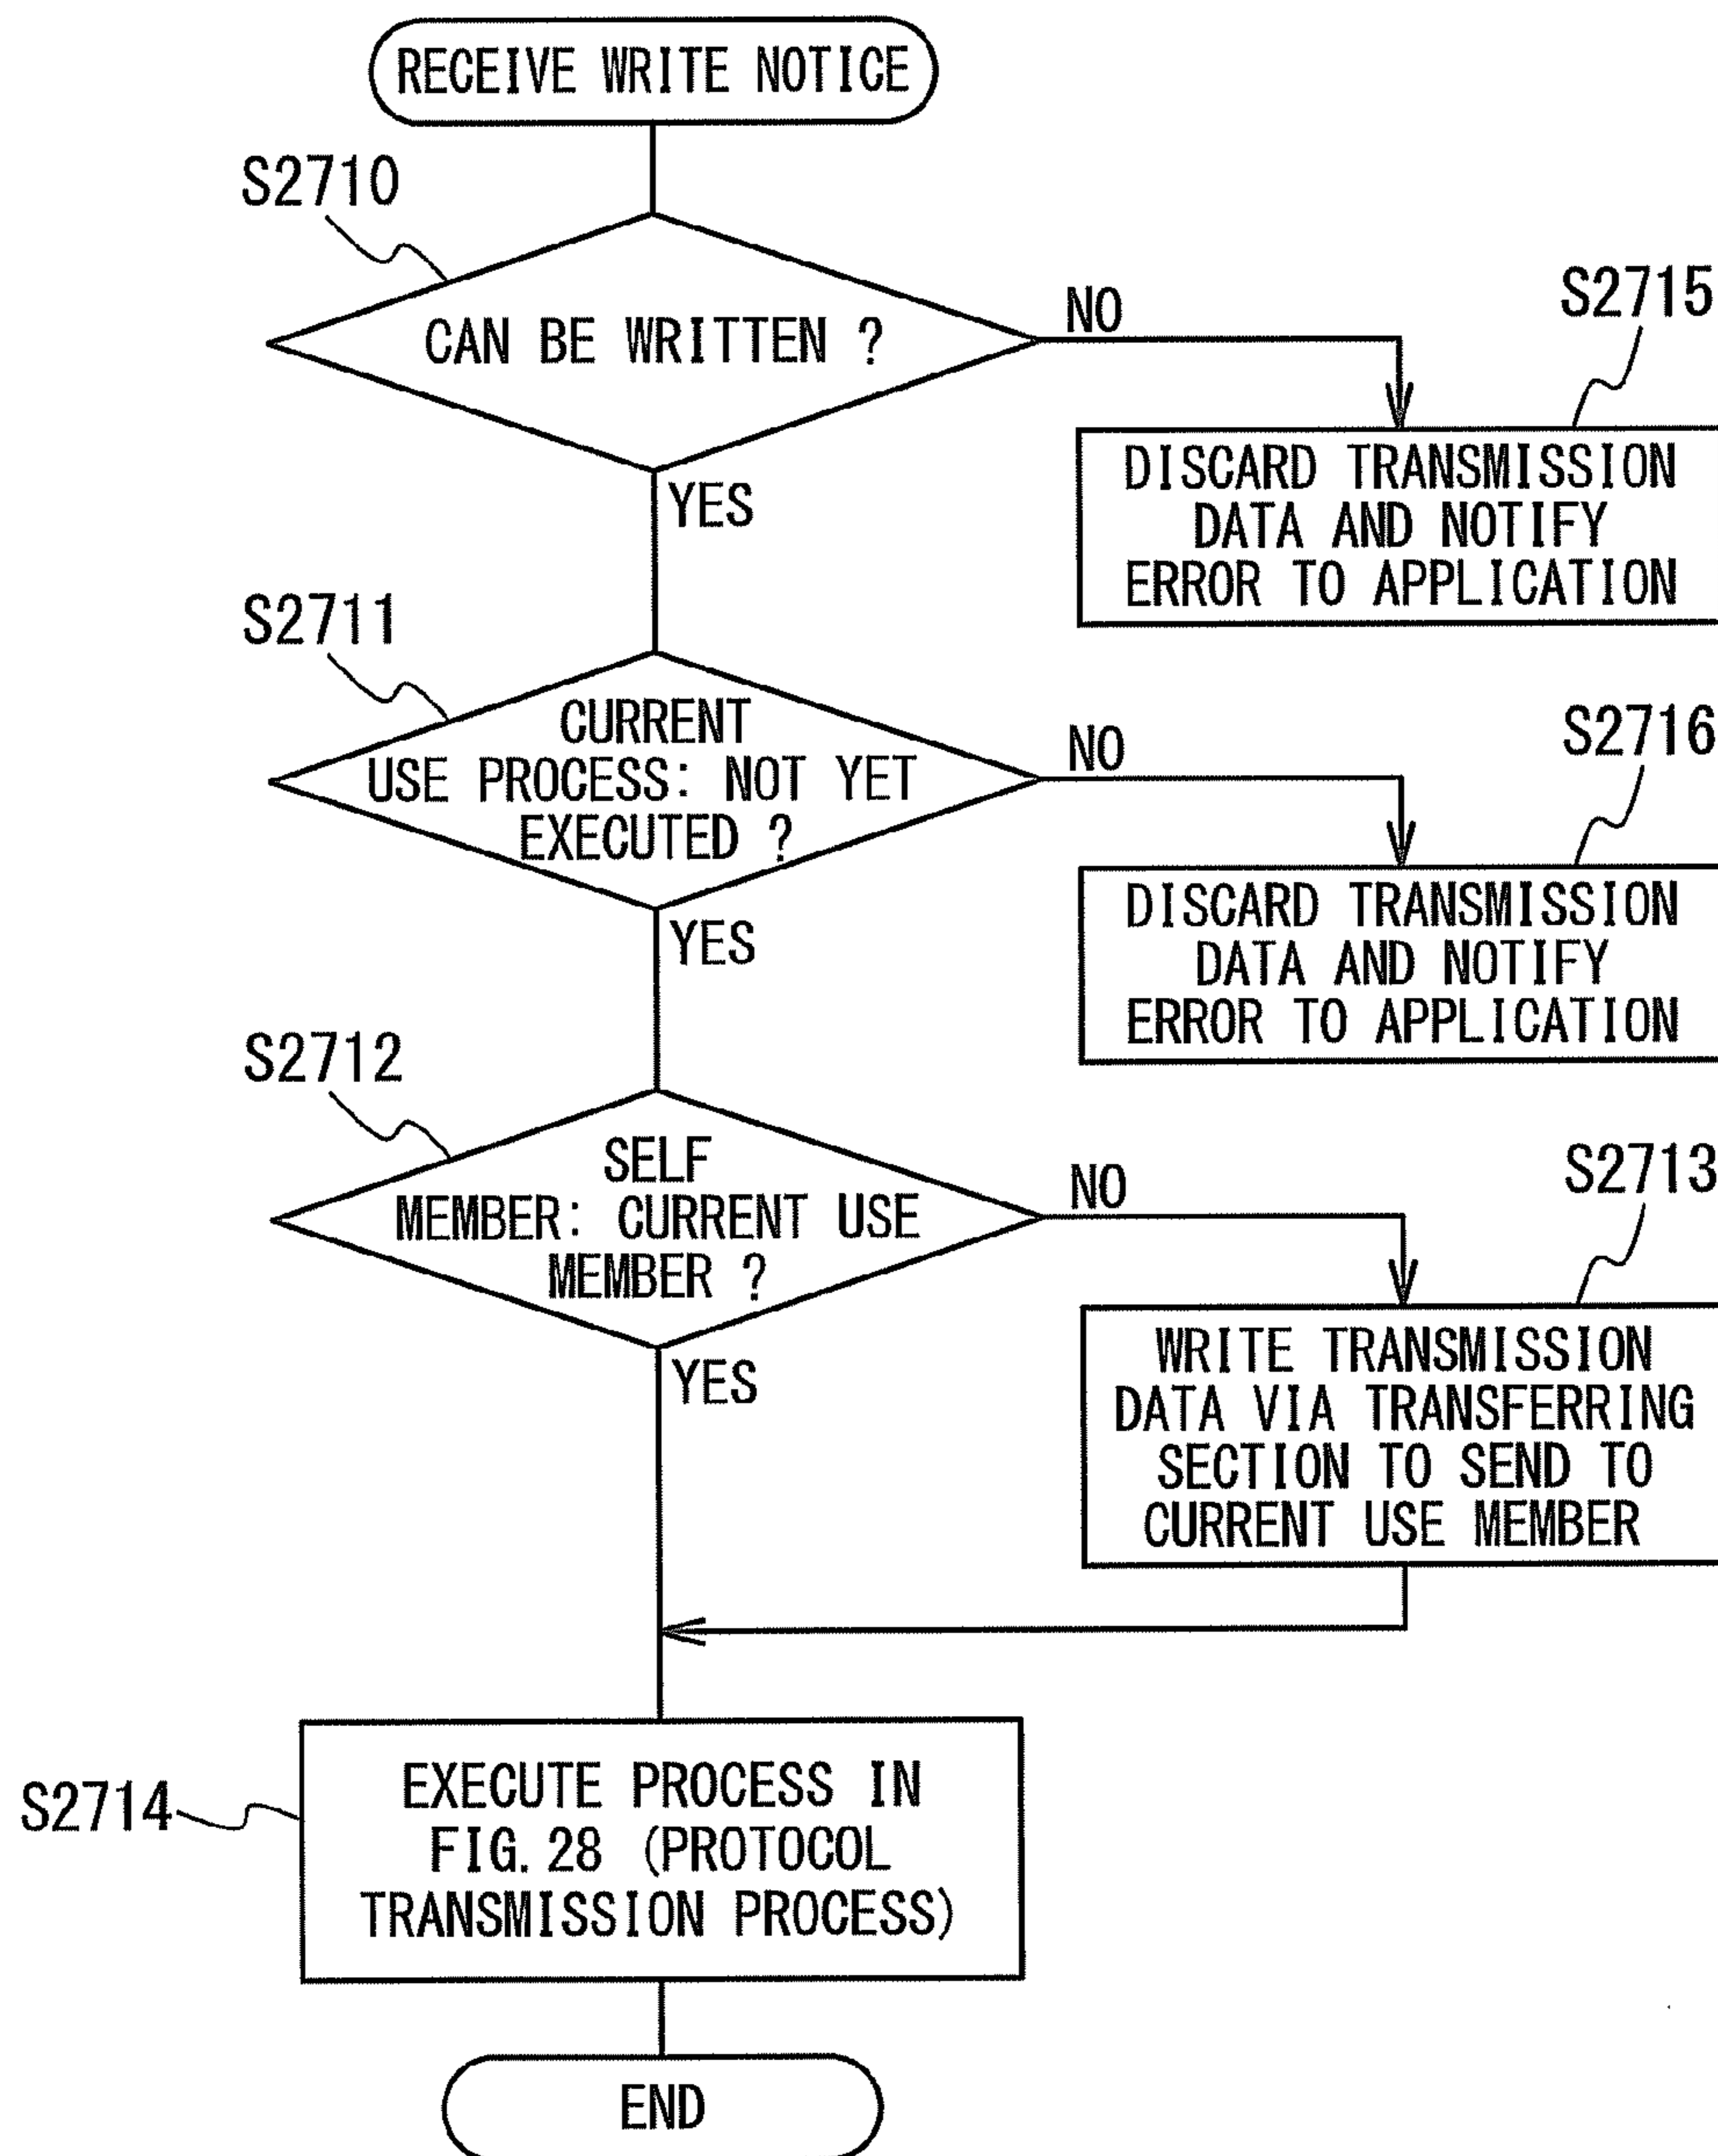 RECEIVE WRITE NOTICE
S2710
CAN BE WRITTEN ?
NO
S2715
YES
DISCARD TRANSMISSION
DATA AND NOTIFY
ERROR TO APPLICATION
S2711
CURRENT
USE PROCESS: NOT YET
EXECUTED ?
NO
S2716
YES
DISCARD TRANSMISSION
DATA AND NOTIFY
ERROR TO APPLICATION
S2712
SELF
MEMBER: CURRENT USE
MEMBER ?
NO
S2713
YES
WRITE TRANSMISSION
DATA VIA TRANSFERRING
SECTION TO SEND TO
CURRENT USE MEMBER
S2714
EXECUTE PROCESS IN
FIG. 28 (PROTOCOL
TRANSMISSION PROCESS)
END